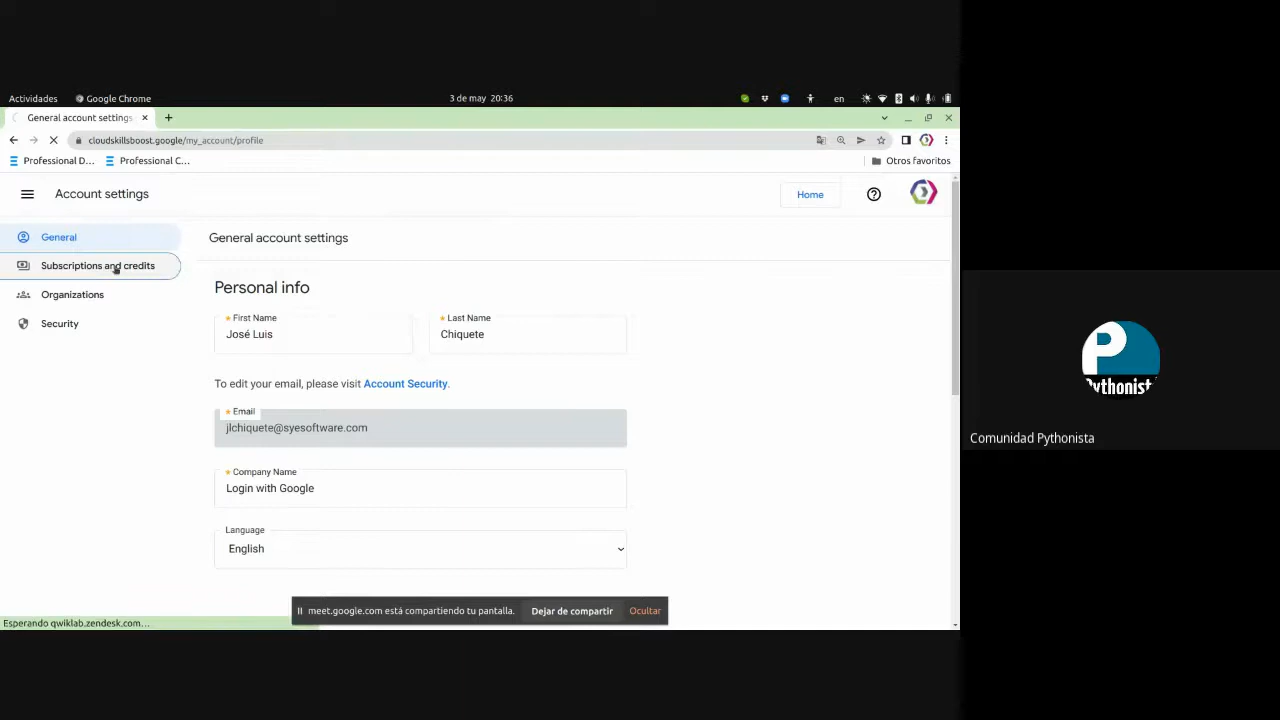 Actividades
Google Chrome
3 de may 20:36
en
General account settings
cloudskillsboost.google/my_account/profile
Professional D...
Professional C...
Otros favoritos
Account settings
Home
General
Subscriptions and credits
Organizations
Security
General account settings
Personal info
First Name
José Luis
Last Name
Chiquete
To edit your email, please visit Account Security.
Email
jlchiquete@syesoftware.com
Company Name
Login with Google
Language
English
meet.google.com está compartiendo tu pantalla.
Dejar de compartir
Ocultar
Esperando qwiklab.zendesk.com...
P
Pythonist
Comunidad Pythonista